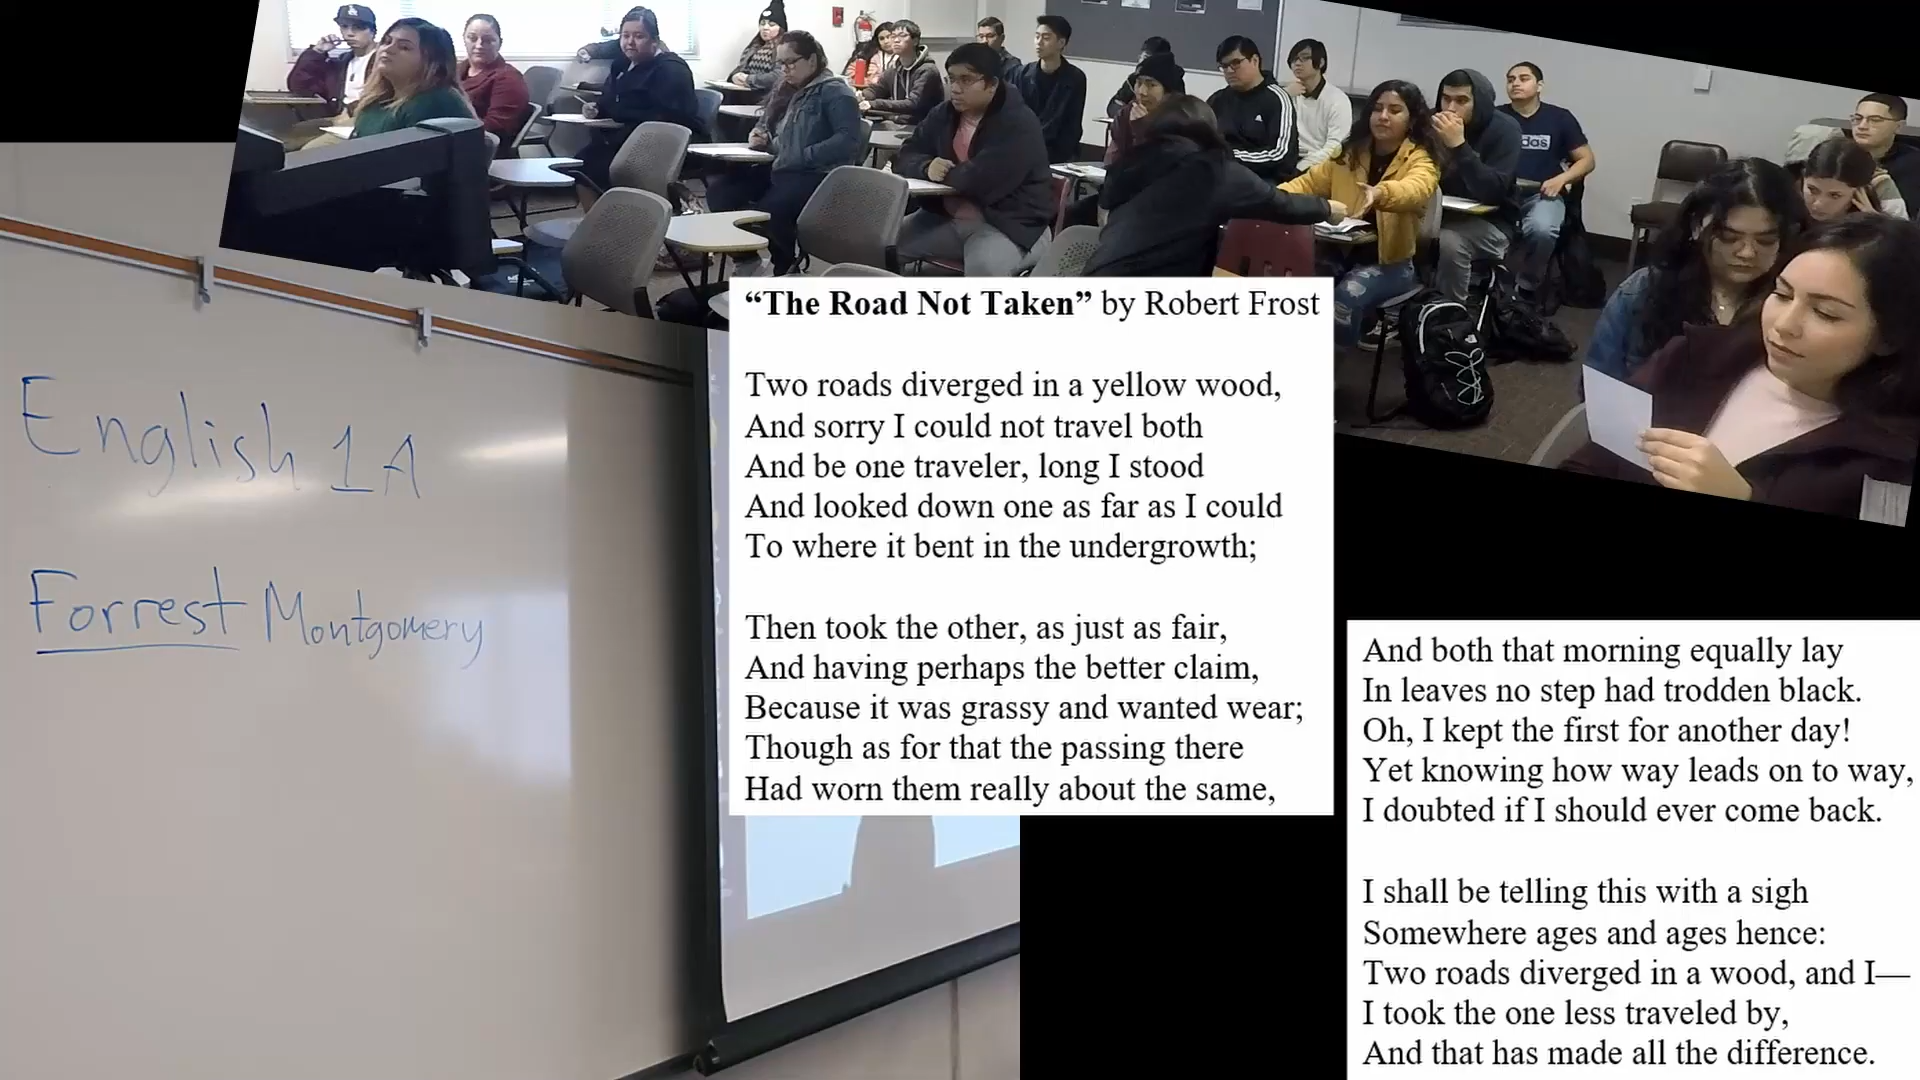 English 1A
Forrest Montgomery
“The Road Not Taken” by Robert Frost
Two roads diverged in a yellow wood,
And sorry I could not travel both
And be one traveler, long I stood
And looked down one as far as I could
To where it bent in the undergrowth;
Then took the other, as just as fair,
And having perhaps the better claim,
Because it was grassy and wanted wear;
Though as for that the passing there
Had worn them really about the same,
And both that morning equally lay
In leaves no step had trodden black.
Oh, I kept the first for another day!
Yet knowing how way leads on to way,
I doubted if I should ever come back.
I shall be telling this with a sigh
Somewhere ages and ages hence:
Two roads diverged in a wood, and I—
I took the one less traveled by,
And that has made all the difference.